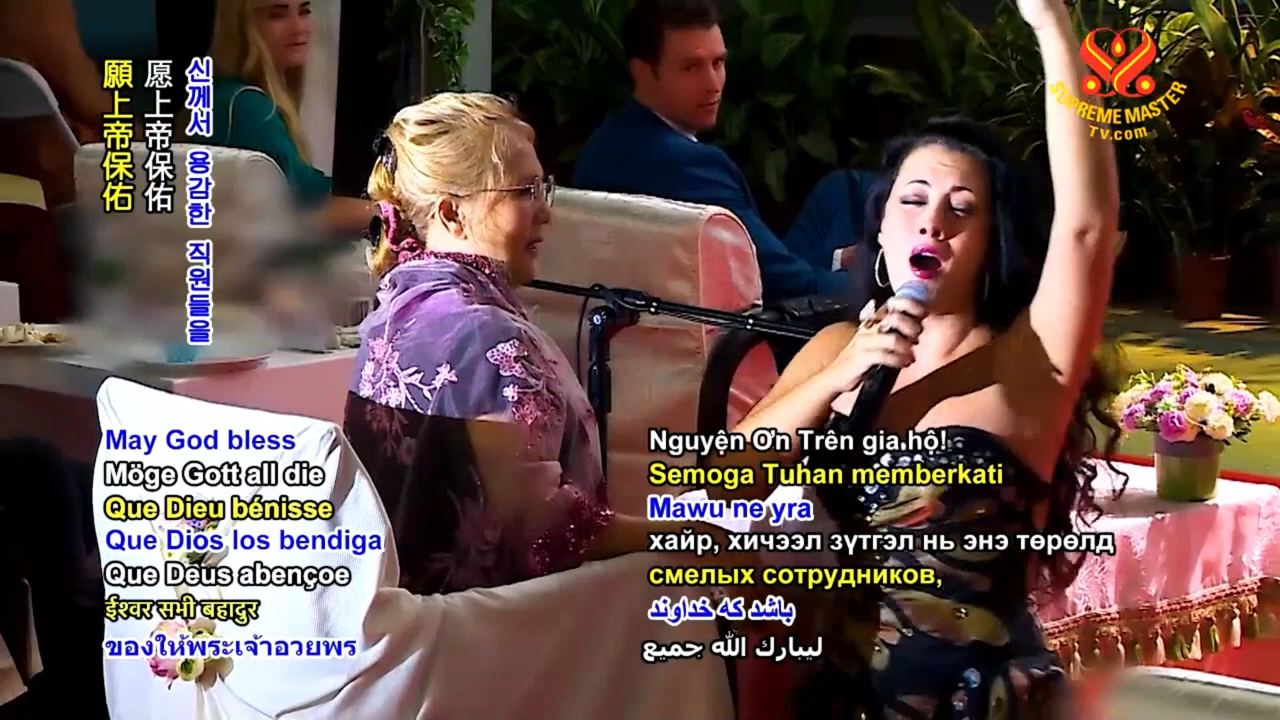 願上帝保佑
愿上帝保佑
신께서 용감한 직원들을
SUPREME MASTER
TV.com
May God bless
Möge Gott all die
Que Dieu bénisse
Que Dios los bendiga
Que Deus abençoe
ईश्वर सभी बहादुर
ของให้พระเจ้าอวยพร
Nguyện Ơn Trên gia hộ!
Semoga Tuhan memberkati
Mawu ne yra
хайр, хичээл зүтгэл нь энэ төрөлд
смелых сотрудников,
باشد که خداوند
ليبارك الله جميع